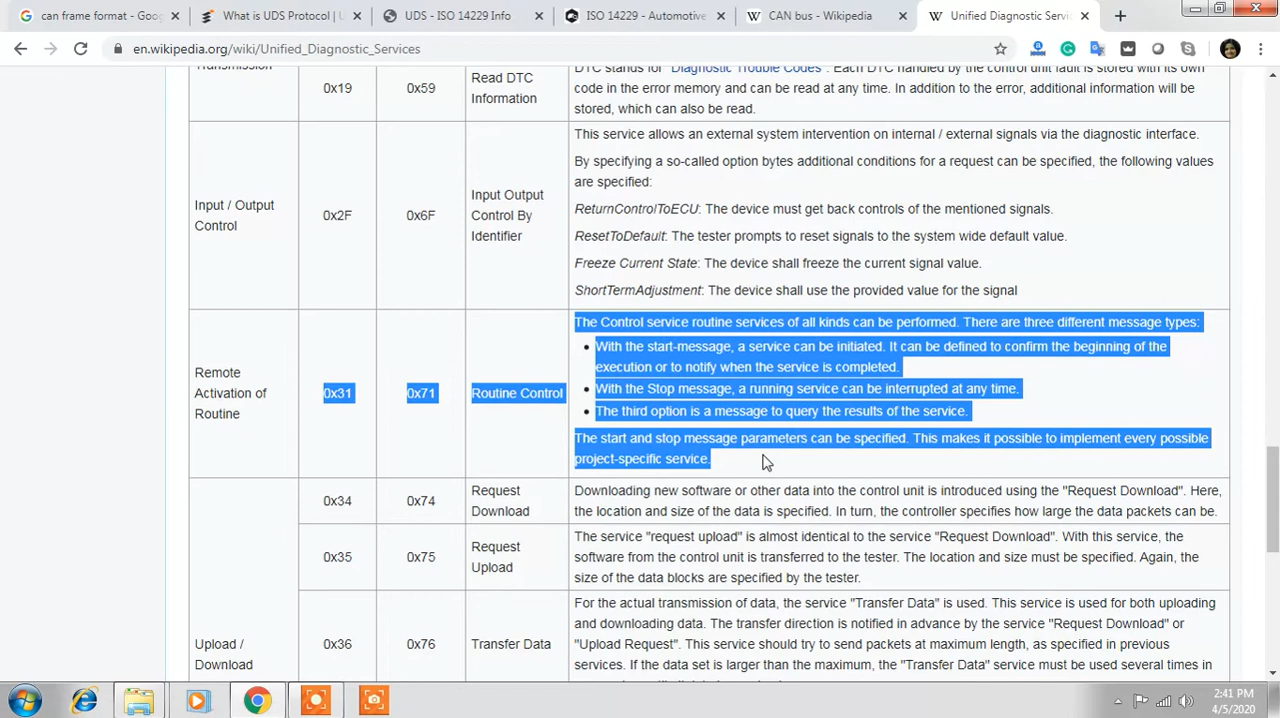 can frame format - Goo
What is UDS Protocol | U
UDS - ISO 14229 Info
ISO 14229 - Automotive
CAN bus - Wikipedia
Unified Diagnostic Servic
en.wikipedia.org/wiki/Unified_Diagnostic_Services
Transmission
0x19
0x59
Read DTC
Information
DTC stands for "Diagnostic Trouble Codes". Each DTC handled by the control unit fault is stored with its own
code in the error memory and can be read at any time. In addition to the error, additional information will be
stored, which can also be read.
Input / Output
Control
0x2F
0x6F
Input Output
Control By
Identifier
This service allows an external system intervention on internal / external signals via the diagnostic interface.
By specifying a so-called option bytes additional conditions for a request can be specified, the following values
are specified:
ReturnControlToECU: The device must get back controls of the mentioned signals.
ResetToDefault: The tester prompts to reset signals to the system wide default value.
Freeze Current State: The device shall freeze the current signal value.
ShortTermAdjustment: The device shall use the provided value for the signal
Remote
Activation of
Routine
0x31
0x71
Routine Control
The Control service routine services of all kinds can be performed. There are three different message types:
• With the start-message, a service can be initiated. It can be defined to confirm the beginning of the
execution or to notify when the service is completed.
• With the Stop message, a running service can be interrupted at any time.
• The third option is a message to query the results of the service.
The start and stop message parameters can be specified. This makes it possible to implement every possible
project-specific service.
Upload /
Download
0x34
0x74
Request
Download
Downloading new software or other data into the control unit is introduced using the "Request Download". Here,
the location and size of the data is specified. In turn, the controller specifies how large the data packets can be.
0x35
0x75
Request
Upload
The service "request upload" is almost identical to the service "Request Download". With this service, the
software from the control unit is transferred to the tester. The location and size must be specified. Again, the
size of the data blocks are specified by the tester.
0x36
0x76
Transfer Data
For the actual transmission of data, the service "Transfer Data" is used. This service is used for both uploading
and downloading data. The transfer direction is notified in advance by the service "Request Download" or
"Upload Request". This service should try to send packets at maximum length, as specified in previous
services. If the data set is larger than the maximum, the "Transfer Data" service must be used several times in
2:41 PM
4/5/2020